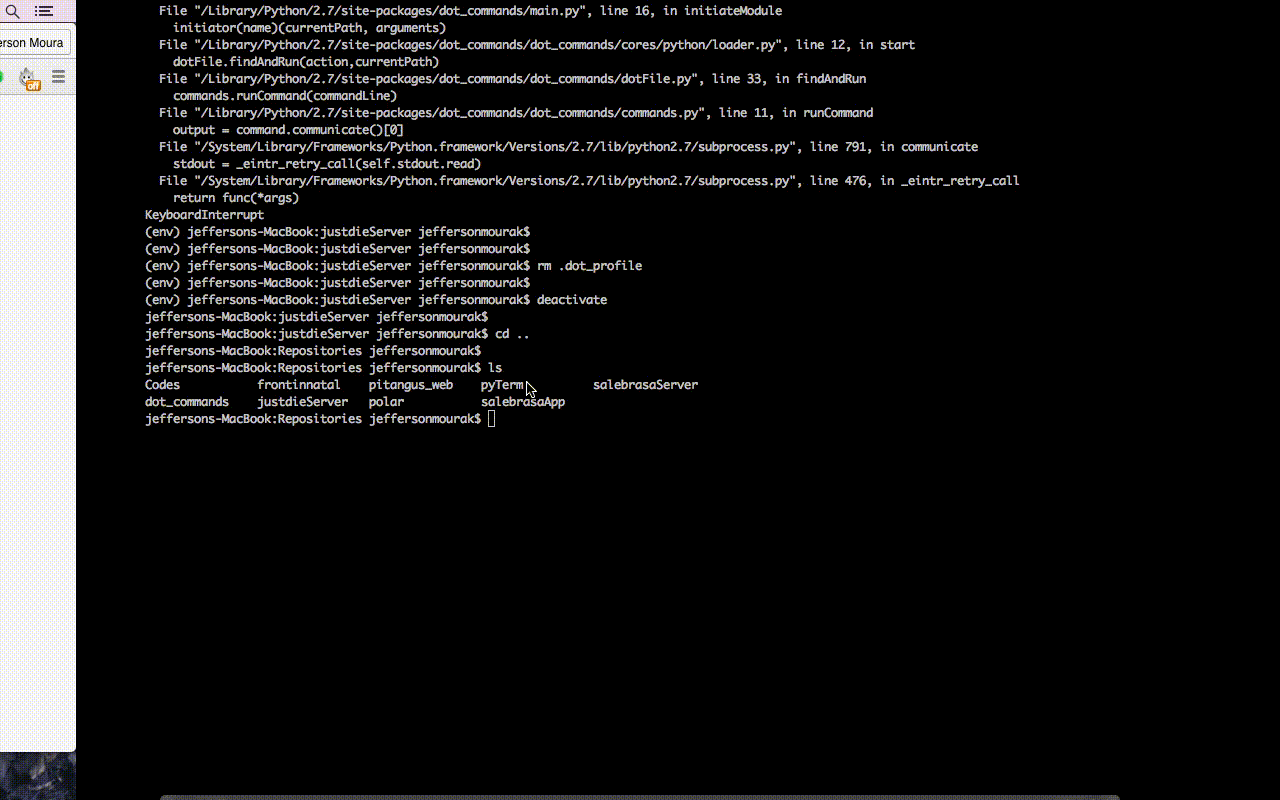 erson Moura
off
File "/Library/Python/2.7/site-packages/dot_commands/main.py", line 16, in initiateModule
initiator(name)(currentPath, arguments)
File "/Library/Python/2.7/site-packages/dot_commands/dot_commands/cores/python/loader.py", line 12, in start
dotFile.findAndRun(action,currentPath)
File "/Library/Python/2.7/site-packages/dot_commands/dot_commands/dotFile.py", line 33, in findAndRun
commands.runCommand(commandLine)
File "/Library/Python/2.7/site-packages/dot_commands/dot_commands/commands.py", line 11, in runCommand
output = command.communicate()[0]
File "/System/Library/Frameworks/Python.framework/Versions/2.7/lib/python2.7/subprocess.py", line 791, in communicate
stdout = _eintr_retry_call(self.stdout.read)
File "/System/Library/Frameworks/Python.framework/Versions/2.7/lib/python2.7/subprocess.py", line 476, in _eintr_retry_call
return func(*args)
KeyboardInterrupt
(env) jeffersons-MacBook:justdieServer jeffersonmourak$
(env) jeffersons-MacBook:justdieServer jeffersonmourak$
(env) jeffersons-MacBook:justdieServer jeffersonmourak$ rm .dot_profile
(env) jeffersons-MacBook:justdieServer jeffersonmourak$
(env) jeffersons-MacBook:justdieServer jeffersonmourak$ deactivate
jeffersons-MacBook:justdieServer jeffersonmourak$
jeffersons-MacBook:justdieServer jeffersonmourak$ cd ..
jeffersons-MacBook:Repositories jeffersonmourak$
jeffersons-MacBook:Repositories jeffersonmourak$ ls
Codes frontinnatal pitangus_web pyTerm salebrasaServer
dot_commands justdieServer polar salebrasaApp
jeffersons-MacBook:Repositories jeffersonmourak$